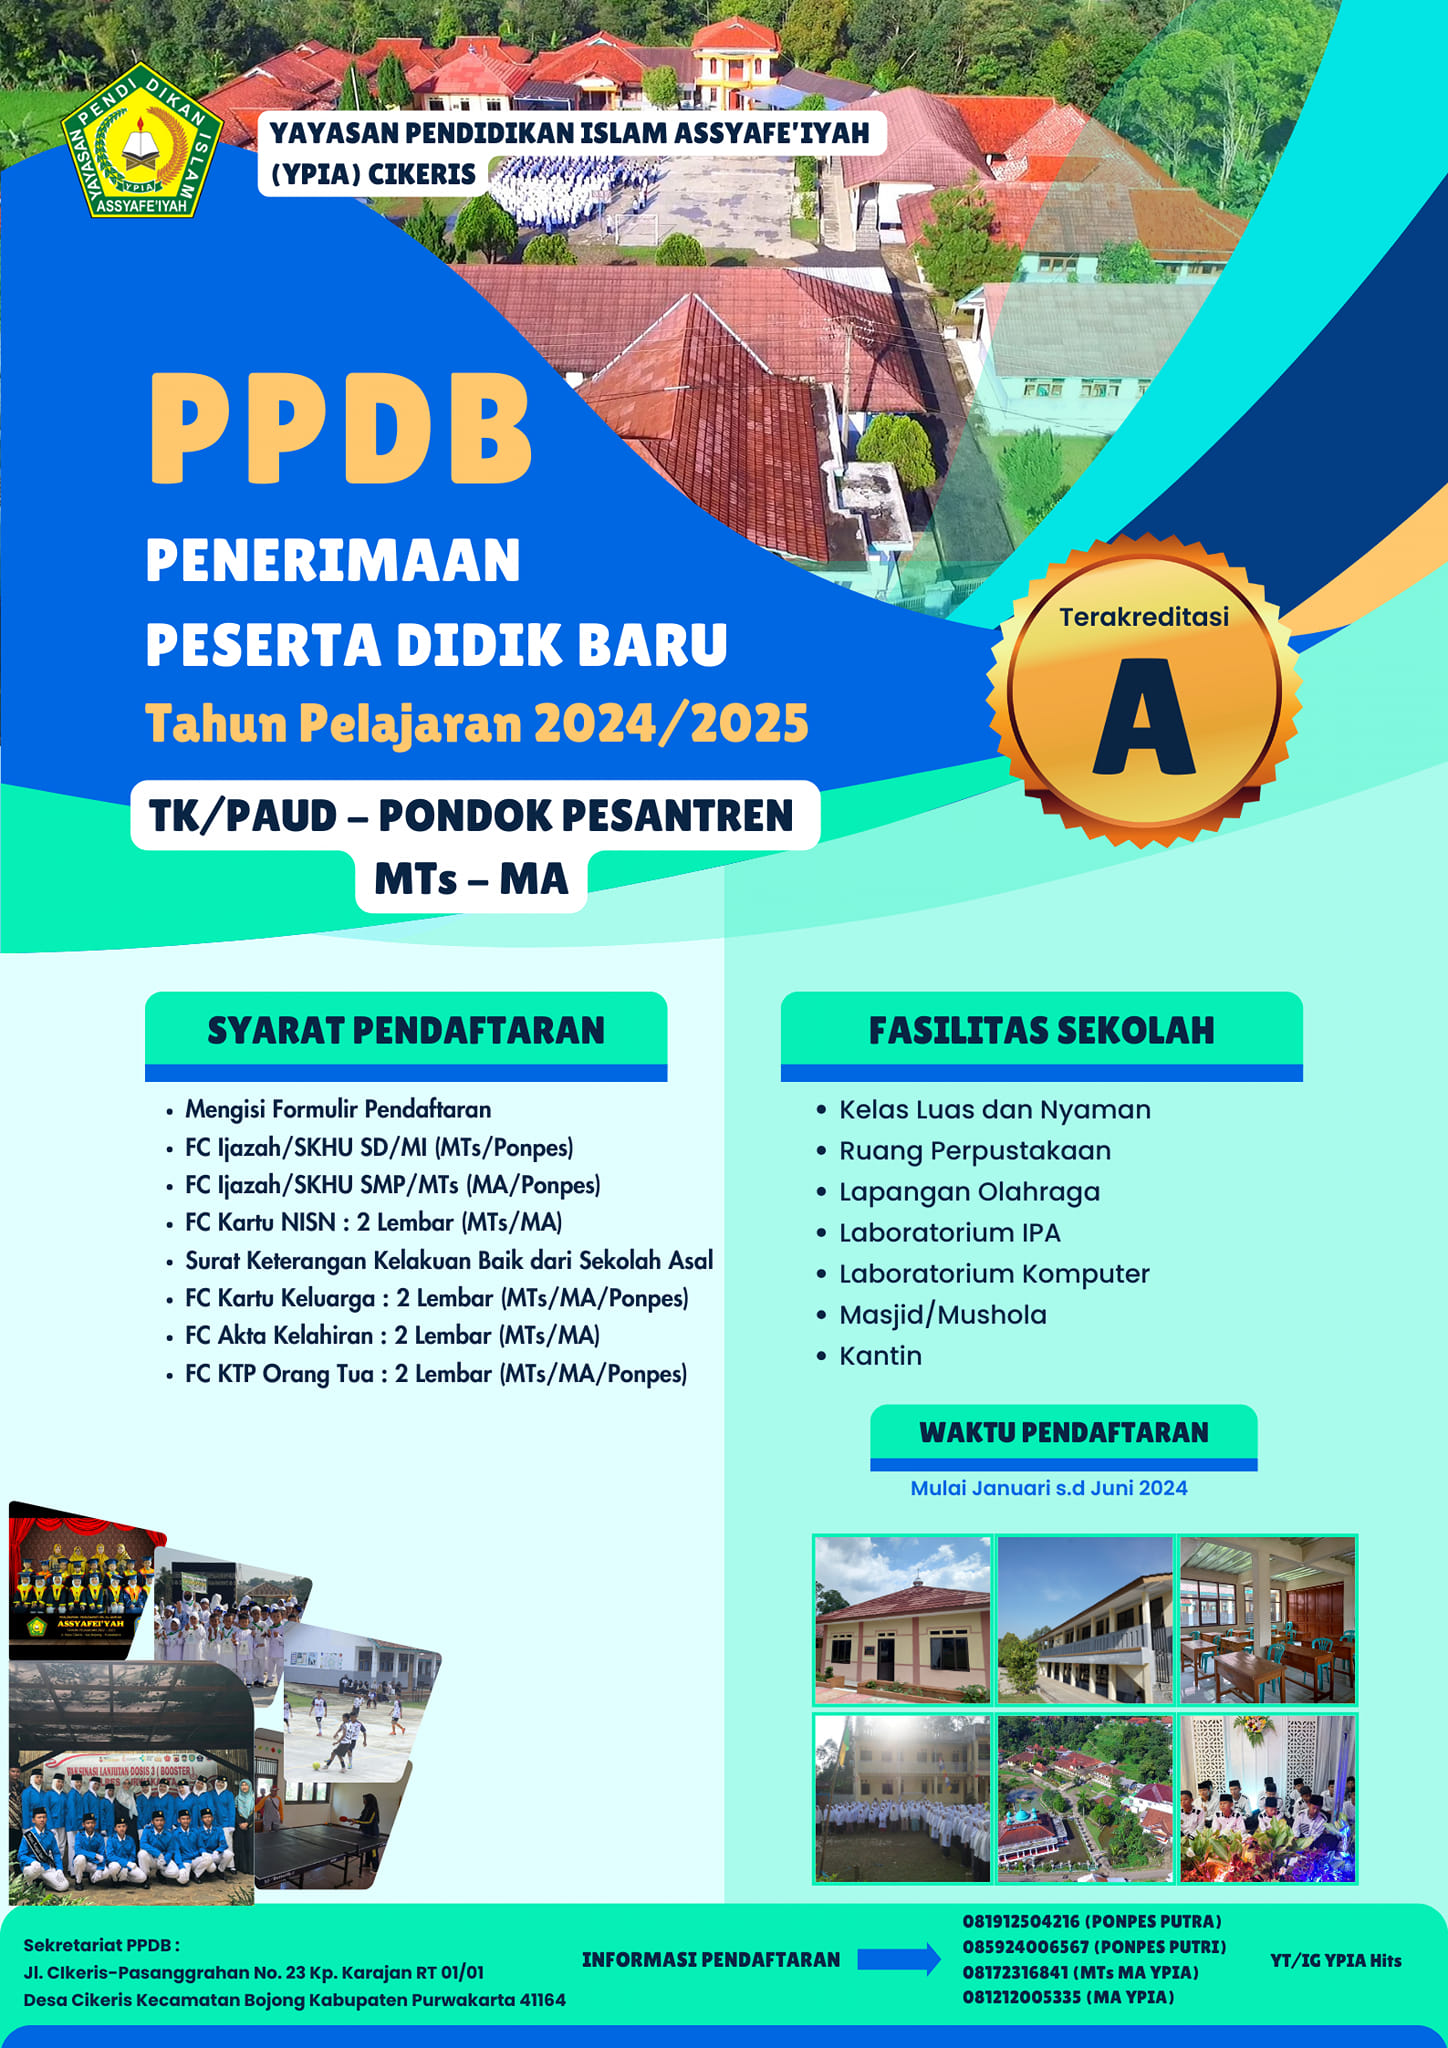 YAYASAN PENDIDIKAN ISLAM
ASSYAFE'IYAH
YPIA
YAYASAN PENDIDIKAN ISLAM ASSYAFE'IYAH
(YPIA) CIKERIS
PPDB
PENERIMAAN
PESERTA DIDIK BARU
Tahun Pelajaran 2024/2025
TK/PAUD – PONDOK PESANTREN
MTs – MA
Terakreditasi
A
SYARAT PENDAFTARAN
• Mengisi Formulir Pendaftaran
• FC Ijazah/SKHU SD/MI (MTs/Ponpes)
• FC Ijazah/SKHU SMP/MTs (MA/Ponpes)
• FC Kartu NISN : 2 Lembar (MTs/MA)
• Surat Keterangan Kelakuan Baik dari Sekolah Asal
• FC Kartu Keluarga : 2 Lembar (MTs/MA/Ponpes)
• FC Akta Kelahiran : 2 Lembar (MTs/MA)
• FC KTP Orang Tua : 2 Lembar (MTs/MA/Ponpes)
FASILITAS SEKOLAH
• Kelas Luas dan Nyaman
• Ruang Perpustakaan
• Lapangan Olahraga
• Laboratorium IPA
• Laboratorium Komputer
• Masjid/Mushola
• Kantin
WAKTU PENDAFTARAN
Mulai Januari s.d Juni 2024
ASSYAFEI'YAH
VAKSINASI LANJUTAN DOSIS 3 ( BOOSTER )
Sekretariat PPDB :
Jl. CIkeris-Pasanggrahan No. 23 Kp. Karajan RT 01/01
Desa Cikeris Kecamatan Bojong Kabupaten Purwakarta 41164
INFORMASI PENDAFTARAN
081912504216 (PONPES PUTRA)
085924006567 (PONPES PUTRI)
08172316841 (MTs MA YPIA)
081212005335 (MA YPIA)
YT/IG YPIA Hits